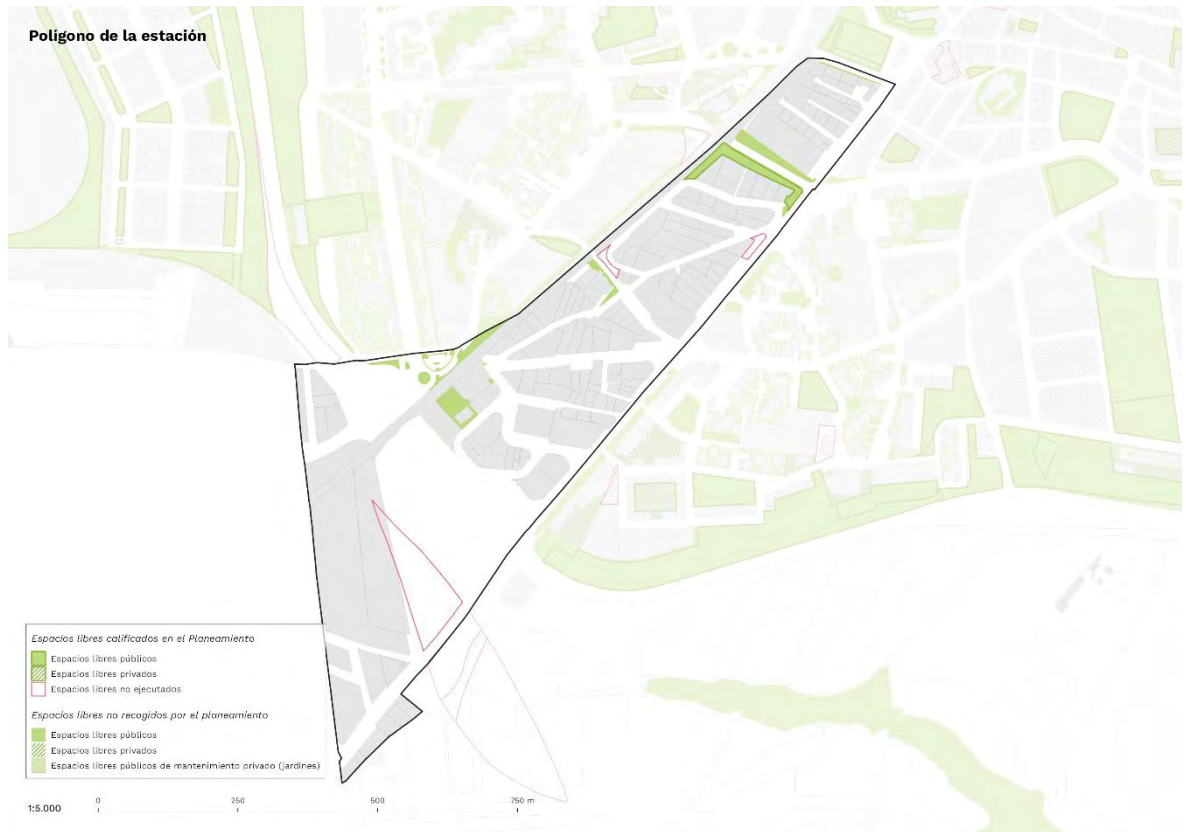 Polígono de la estación
Espacios libres calificados en el Planeamiento
Espacios libres públicos
Espacios libres privados
Espacios libres no ejecutados
Espacios libres no recogidos por el planeamiento
Espacios libres públicos
Espacios libres privados
Espacios libres públicos de mantenimiento privado (jardines)
1:5.000 0 250 500 750 m